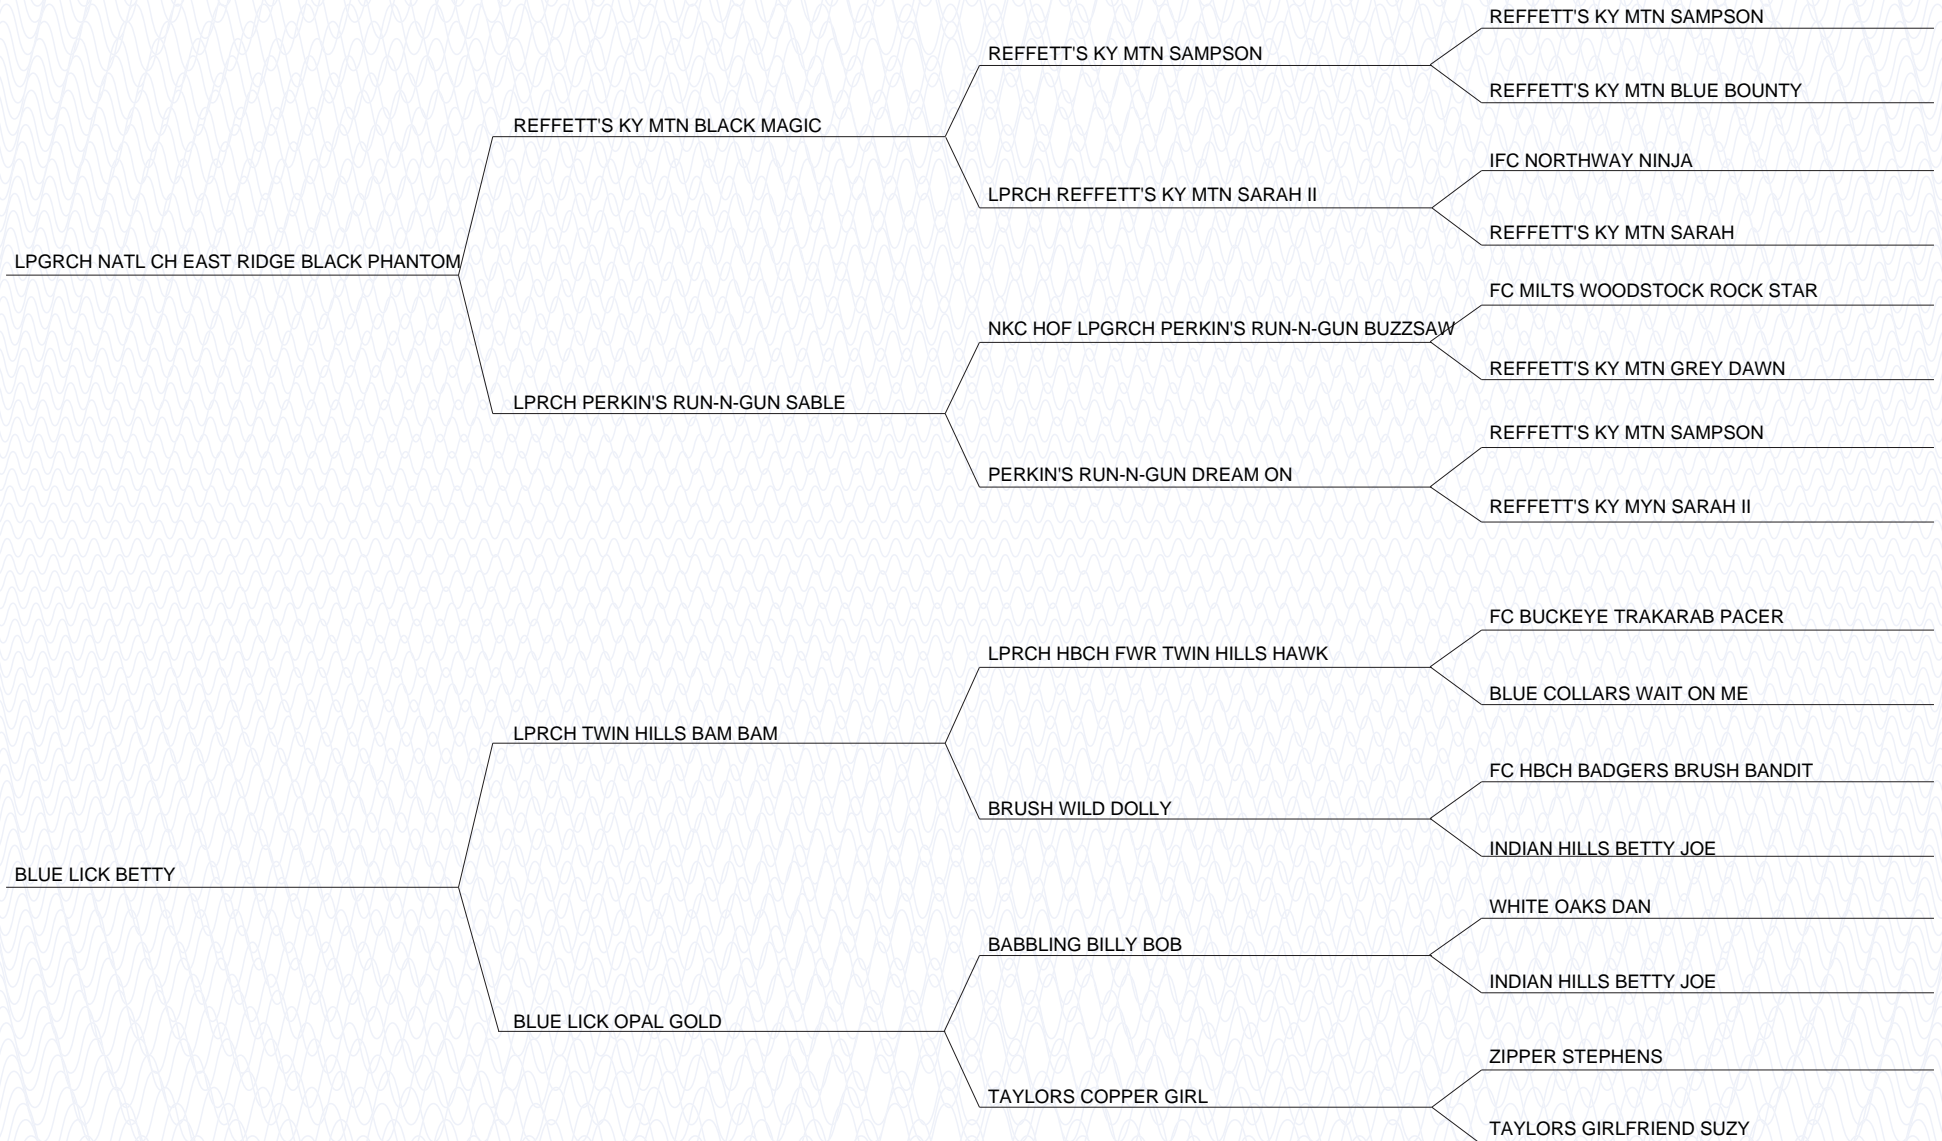 REFFETT'S KY MTN SAMPSON
REFFETT'S KY MTN SAMPSON
REFFETT'S KY MTN BLUE BOUNTY
REFFETT'S KY MTN BLACK MAGIC
IFC NORTHWAY NINJA
LPRCH REFFETT'S KY MTN SARAH II
REFFETT'S KY MTN SARAH
LPGRCH NATL CH EAST RIDGE BLACK PHANTOM
FC MILTS WOODSTOCK ROCK STAR
NKC HOF LPGRCH PERKIN'S RUN-N-GUN BUZZSAW
REFFETT'S KY MTN GREY DAWN
LPRCH PERKIN'S RUN-N-GUN SABLE
REFFETT'S KY MTN SAMPSON
PERKIN'S RUN-N-GUN DREAM ON
REFFETT'S KY MYN SARAH II
FC BUCKEYE TRAKARAB PACER
LPRCH HBCH FWR TWIN HILLS HAWK
BLUE COLLARS WAIT ON ME
LPRCH TWIN HILLS BAM BAM
FC HBCH BADGERS BRUSH BANDIT
BRUSH WILD DOLLY
INDIAN HILLS BETTY JOE
BLUE LICK BETTY
WHITE OAKS DAN
BABBLING BILLY BOB
INDIAN HILLS BETTY JOE
BLUE LICK OPAL GOLD
ZIPPER STEPHENS
TAYLORS COPPER GIRL
TAYLORS GIRLFRIEND SUZY